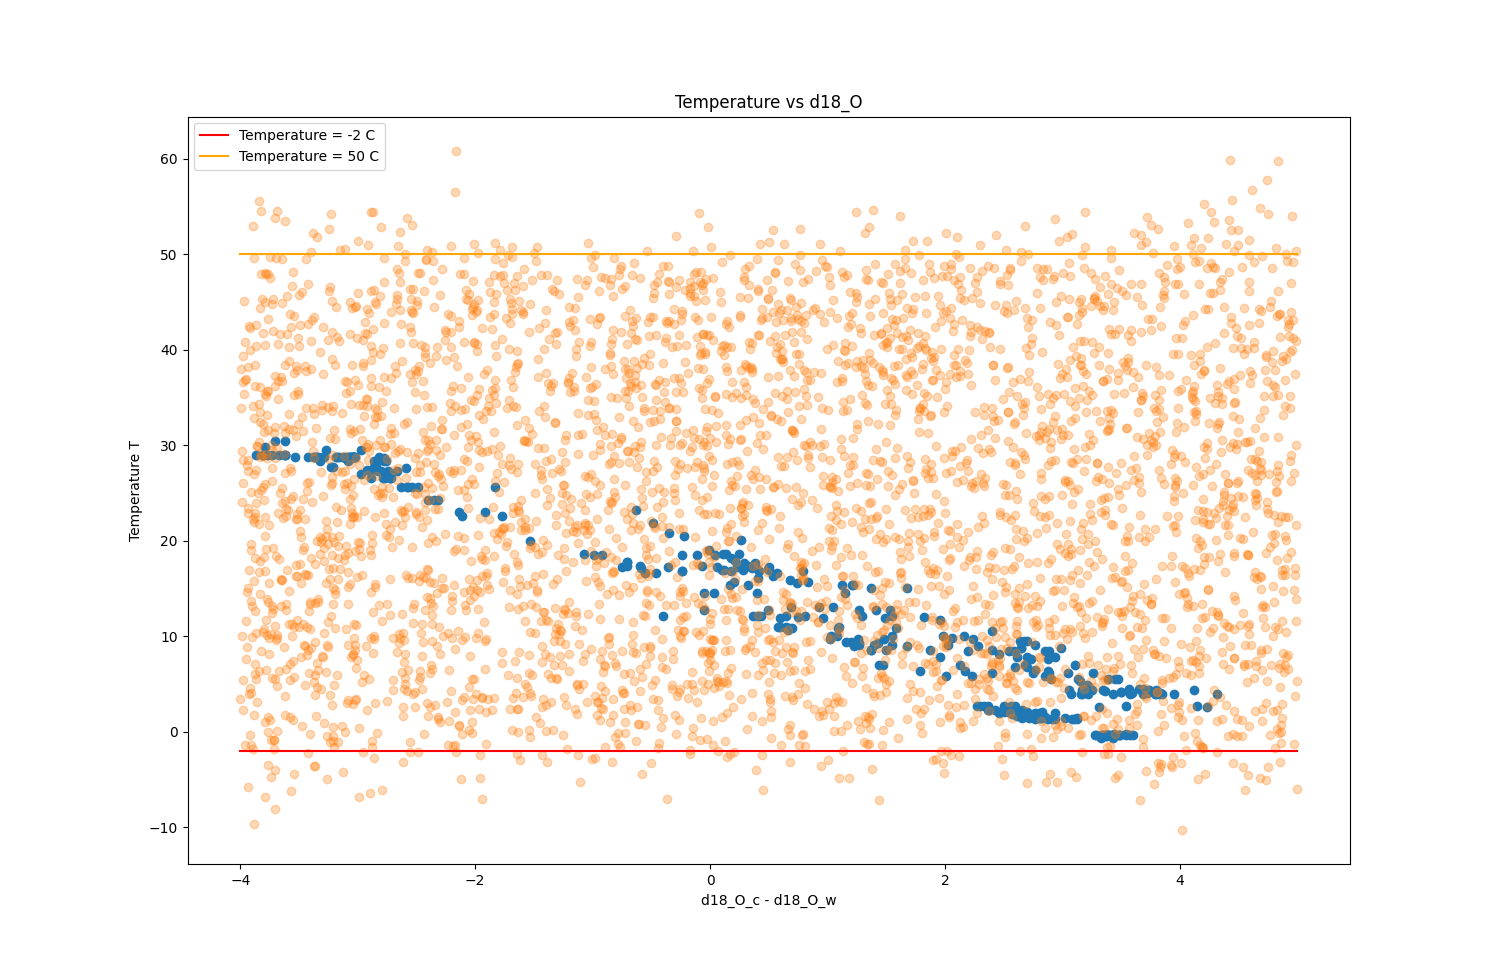 Temperature vs d18_O
Temperature = -2 C
Temperature = 50 C
60
50
40
30
20
10
0
−10
Temperature T
−4
−2
0
2
4
d18_O_c - d18_O_w